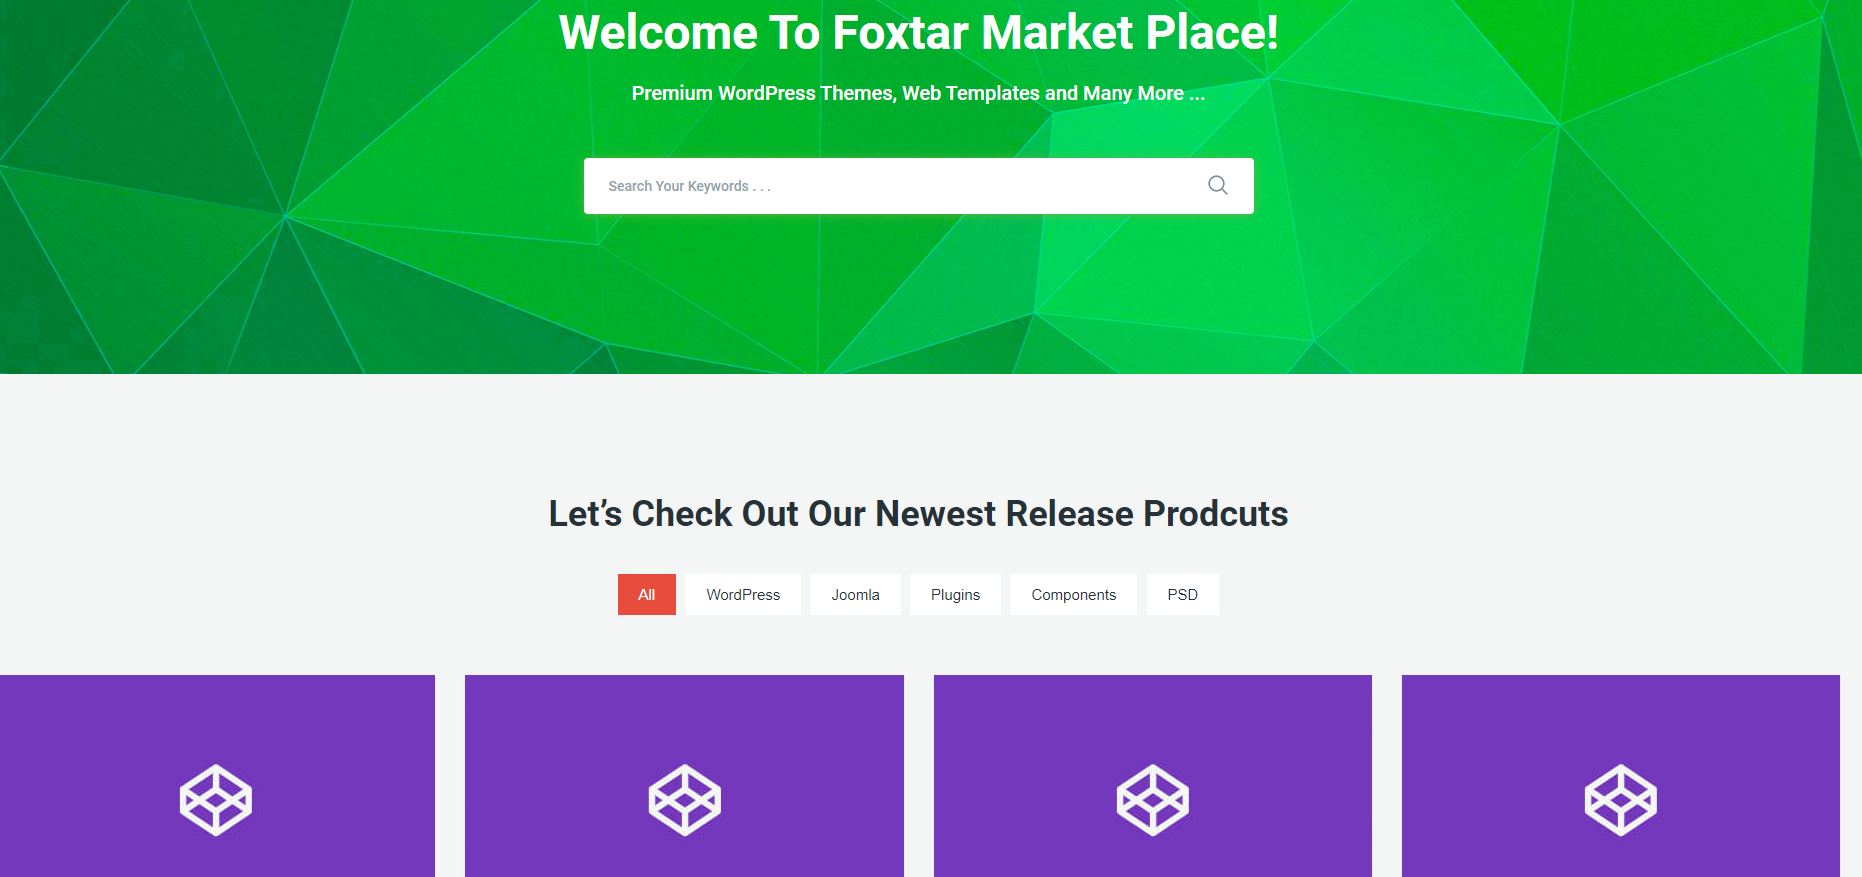 Welcome To Foxtar Market Place!
Premium WordPress Themes, Web Templates and Many More ...
Search Your Keywords . . .
Let’s Check Out Our Newest Release Prodcuts
All WordPress Joomla Plugins Components PSD